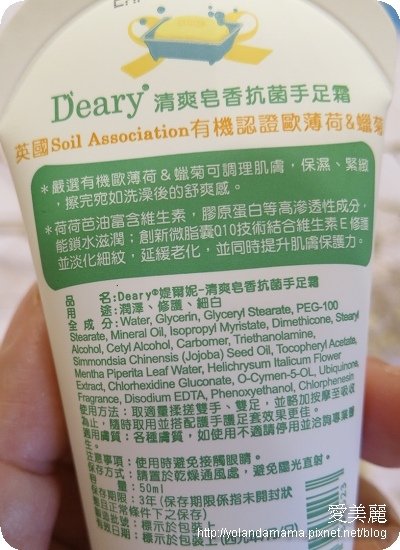 Deary® 清爽皂香抗菌手足霜
英國Soil Association有機認證歐薄荷&蠟菊
*嚴選有機歐薄荷&蠟菊可調理肌膚,保濕、緊緻
,擦完宛如洗澡後的舒爽感。
*荷荷芭油富含維生素,膠原蛋白等高滲透性成分,
能鎖水滋潤;創新微脂囊Q10技術結合維生素E修護
並淡化細紋,延緩老化,並同時提升肌膚保護力。
品 名:Deary®媞爾妮-清爽皂香抗菌手足霜
用 途:潤澤、修護、細白
全 成 分:Water, Glycerin, Glyceryl Stearate, PEG-100
Stearate, Mineral Oil, Isopropyl Myristate, Dimethicone, Stearyl
Alcohol, Cetyl Alcohol, Carbomer, Triethanolamine,
Simmondsia Chinensis (Jojoba) Seed Oil, Tocopheryl Acetate,
Mentha Piperita Leaf Water, Helichrysum Italicum Flower
Extract, Chlorhexidine Gluconate, O-Cymen-5-OL, Ubiquinone,
Fragrance, Disodium EDTA, Phenoxyethanol, Chlorphenesin
使用方法:取適量揉搓雙手、雙足,並略加按摩至吸收
為止,隨時取用並搭配護手護足套效果更佳。
適用膚質:各種膚質,如使用不適請停用並洽詢專業醫
生。
注意事項:使用時避免接觸眼睛。
保存方式:請置於乾燥通風處,避免陽光直射。
容 量:50ml
保存期限:3年(保存期限係指未開封狀
態且正常條件下之保存)
製造日期:標示於包裝上
有效日期:標示於包裝上
愛美麗
http://yolandamama.pixnet.net/blog